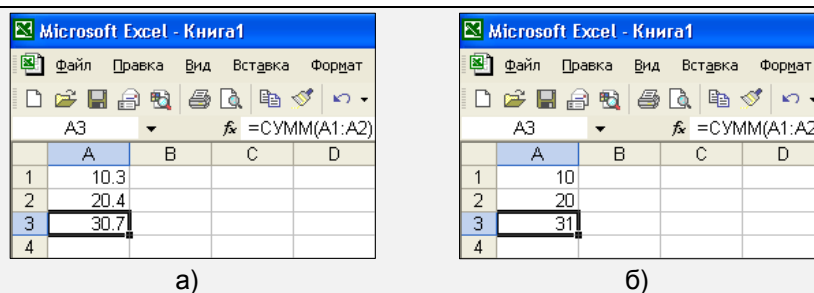 Microsoft Excel - Книга1
Файл Правка Вид Вставка Формат
A3 fx =СУММ(A1:A2)
A B C D
1 10.3
2 20.4
3 30.7
4
а)
Microsoft Excel - Книга1
Файл Правка Вид Вставка Формат
A3 fx =СУММ(A1:A2
A B C D
1 10
2 20
3 31
4
б)